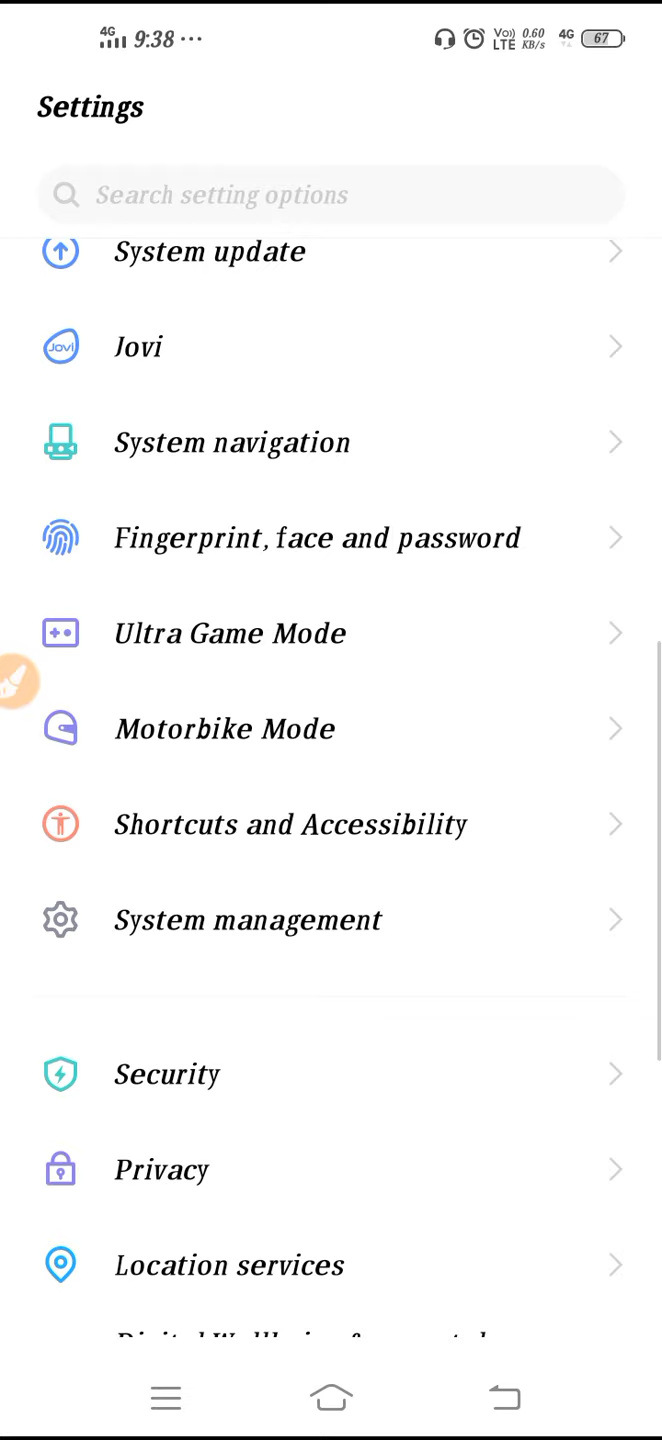 4G 9:38 ··· Vo)) LTE 0.60 KB/s 4G 67
Settings
Search setting options
System update
Jovi
Jovi
System navigation
Fingerprint, face and password
Ultra Game Mode
Motorbike Mode
Shortcuts and Accessibility
System management
Security
Privacy
Location services